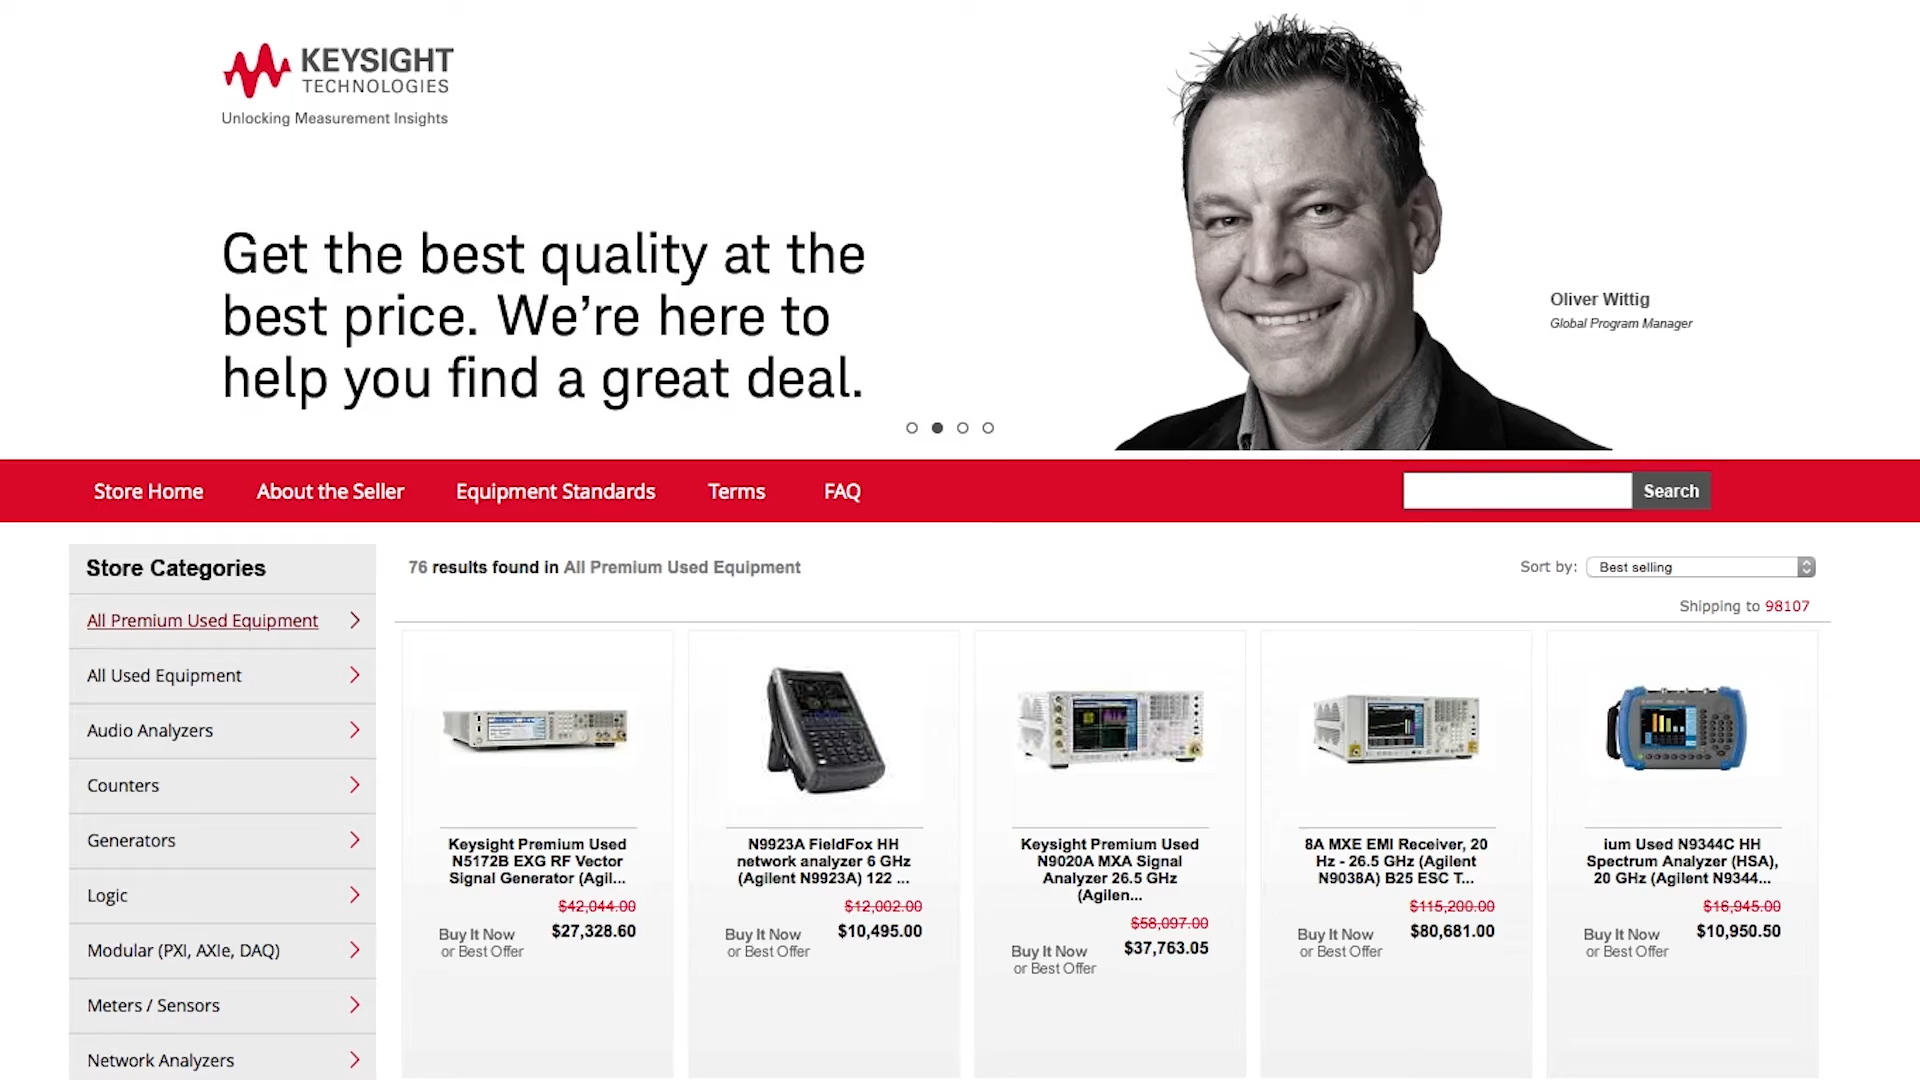 KEYSIGHT
TECHNOLOGIES
Unlocking Measurement Insights
Get the best quality at the
best price. We're here to
help you find a great deal.
Oliver Wittig
Global Program Manager
Store Home
About the Seller
Equipment Standards
Terms
FAQ
Search
Store Categories
All Premium Used Equipment
All Used Equipment
Audio Analyzers
Counters
Generators
Logic
Modular (PXI, AXIe, DAQ)
Meters / Sensors
Network Analyzers
76 results found in All Premium Used Equipment
Sort by: Best selling
Shipping to 98107
Keysight Premium Used
N5172B EXG RF Vector
Signal Generator (Agil...
$42,044.00
Buy It Now $27,328.60
or Best Offer
N9923A FieldFox HH
network analyzer 6 GHz
(Agilent N9923A) 122 ...
$12,002.00
Buy It Now $10,495.00
or Best Offer
Keysight Premium Used
N9020A MXA Signal
Analyzer 26.5 GHz
(Agilen...
$58,097.00
Buy It Now $37,763.05
or Best Offer
8A MXE EMI Receiver, 20
Hz - 26.5 GHz (Agilent
N9038A) B25 ESC T...
$115,200.00
Buy It Now $80,681.00
or Best Offer
ium Used N9344C HH
Spectrum Analyzer (HSA),
20 GHz (Agilent N9344...
$16,945.00
Buy It Now $10,950.50
or Best Offer